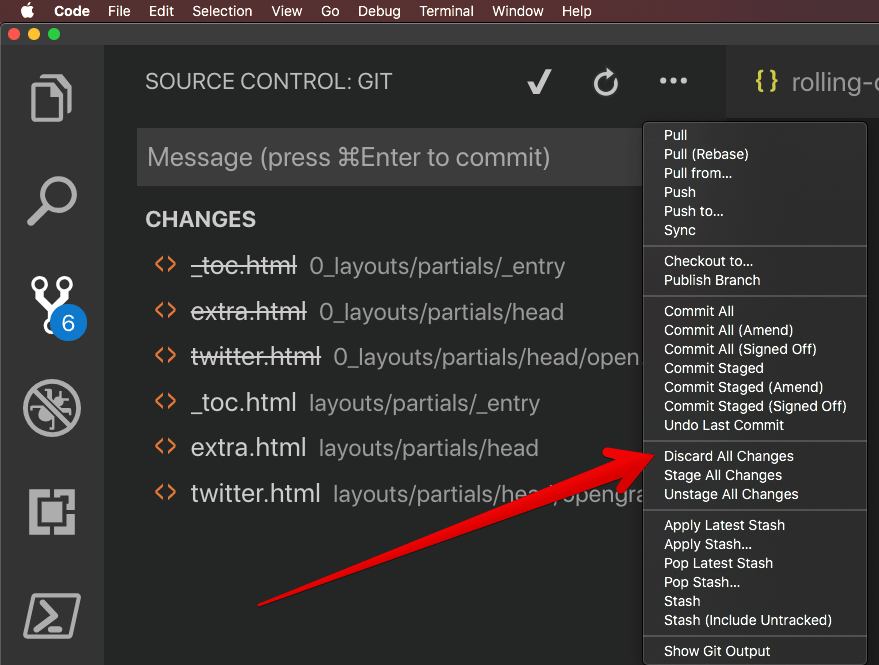 Code File Edit Selection View Go Debug Terminal Window Help
SOURCE CONTROL: GIT
{} rolling-c
Message (press ⌘Enter to commit)
CHANGES
<> _toc.html 0_layouts/partials/_entry
<> extra.html 0_layouts/partials/head
<> twitter.html 0_layouts/partials/head/open
<> _toc.html layouts/partials/_entry
<> extra.html layouts/partials/head
<> twitter.html layouts/partials/head/opengra
6
Pull
Pull (Rebase)
Pull from...
Push
Push to...
Sync
Checkout to...
Publish Branch
Commit All
Commit All (Amend)
Commit All (Signed Off)
Commit Staged
Commit Staged (Amend)
Commit Staged (Signed Off)
Undo Last Commit
Discard All Changes
Stage All Changes
Unstage All Changes
Apply Latest Stash
Apply Stash...
Pop Latest Stash
Pop Stash...
Stash
Stash (Include Untracked)
Show Git Output